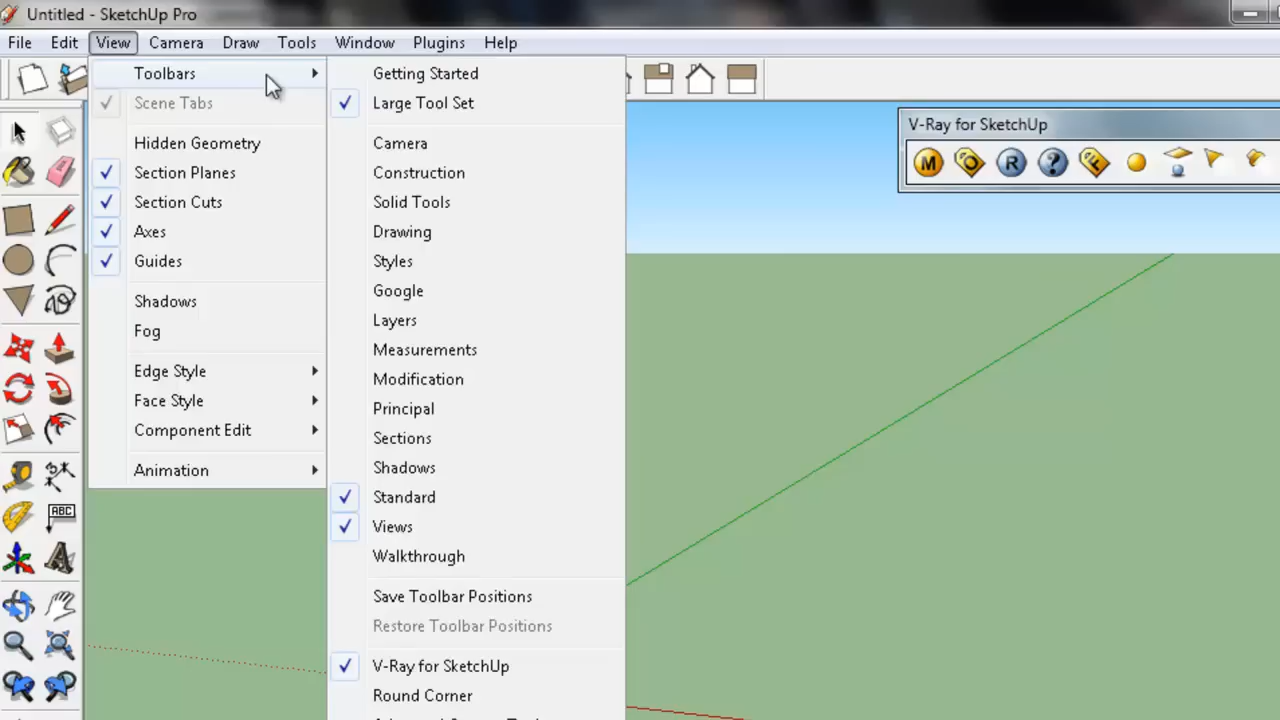 Untitled - SketchUp Pro
File Edit View Camera Draw Tools Window Plugins Help
Toolbars
Scene Tabs
Hidden Geometry
Section Planes
Section Cuts
Axes
Guides
Shadows
Fog
Edge Style
Face Style
Component Edit
Animation
Getting Started
Large Tool Set
Camera
Construction
Solid Tools
Drawing
Styles
Google
Layers
Measurements
Modification
Principal
Sections
Shadows
Standard
Views
Walkthrough
Save Toolbar Positions
Restore Toolbar Positions
V-Ray for SketchUp
Round Corner
V-Ray for SketchUp
M O R ? F
ABC